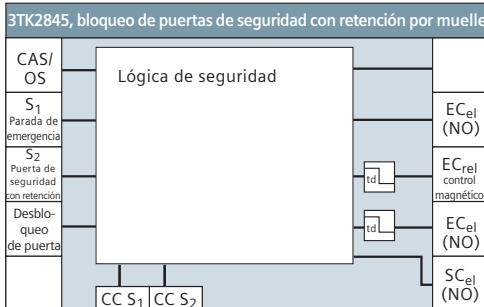 3TK2845, bloqueo de puertas de seguridad con retención por muelle
CAS/
OS
S1
Parada de
emergencia
S2
Puerta de
seguridad
con retención
Desblo-
queo
de puerta
Lógica de seguridad
td
td
CC S1
CC S2
ECel
(NO)
ECrel
control
magnético
ECel
(NO)
SCel
(NO)